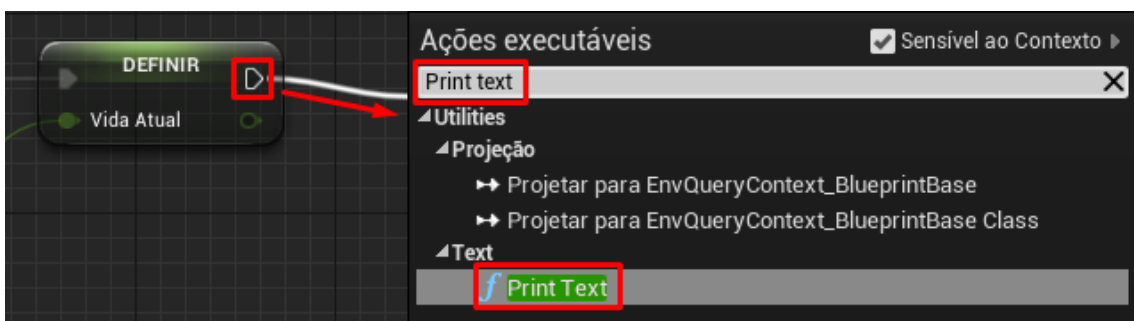 DEFINIR
Vida Atual
Ações executáveis
Sensível ao Contexto
Print text
Utilities
Projeção
Projetar para EnvQueryContext_BlueprintBase
Projetar para EnvQueryContext_BlueprintBase Class
Text
f Print Text